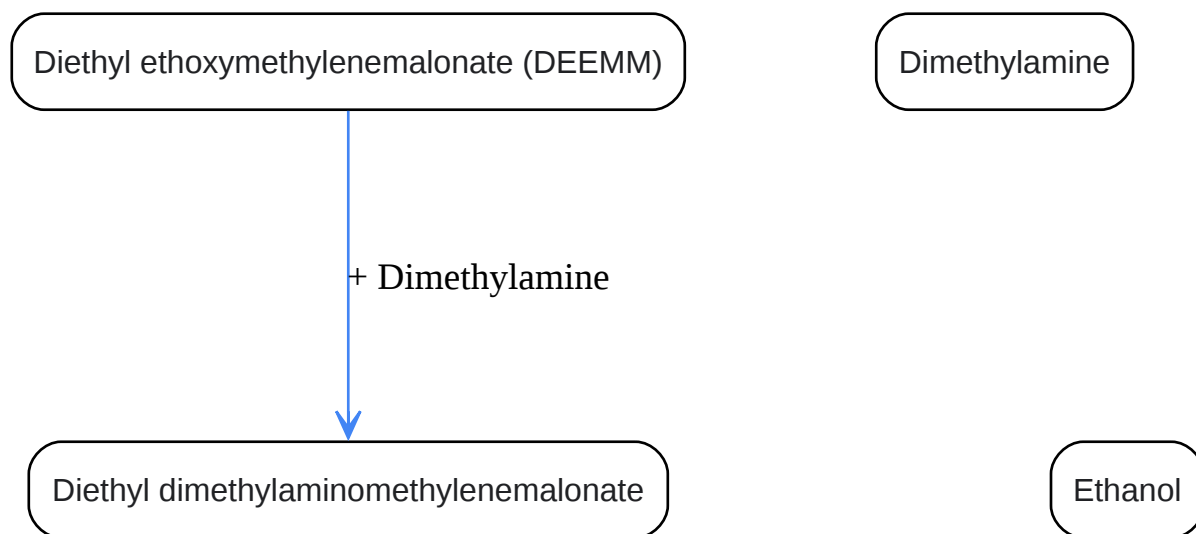 Diethyl ethoxymethylenemalonate (DEEMM)
Dimethylamine
+ Dimethylamine
Diethyl dimethylaminomethylenemalonate
Ethanol